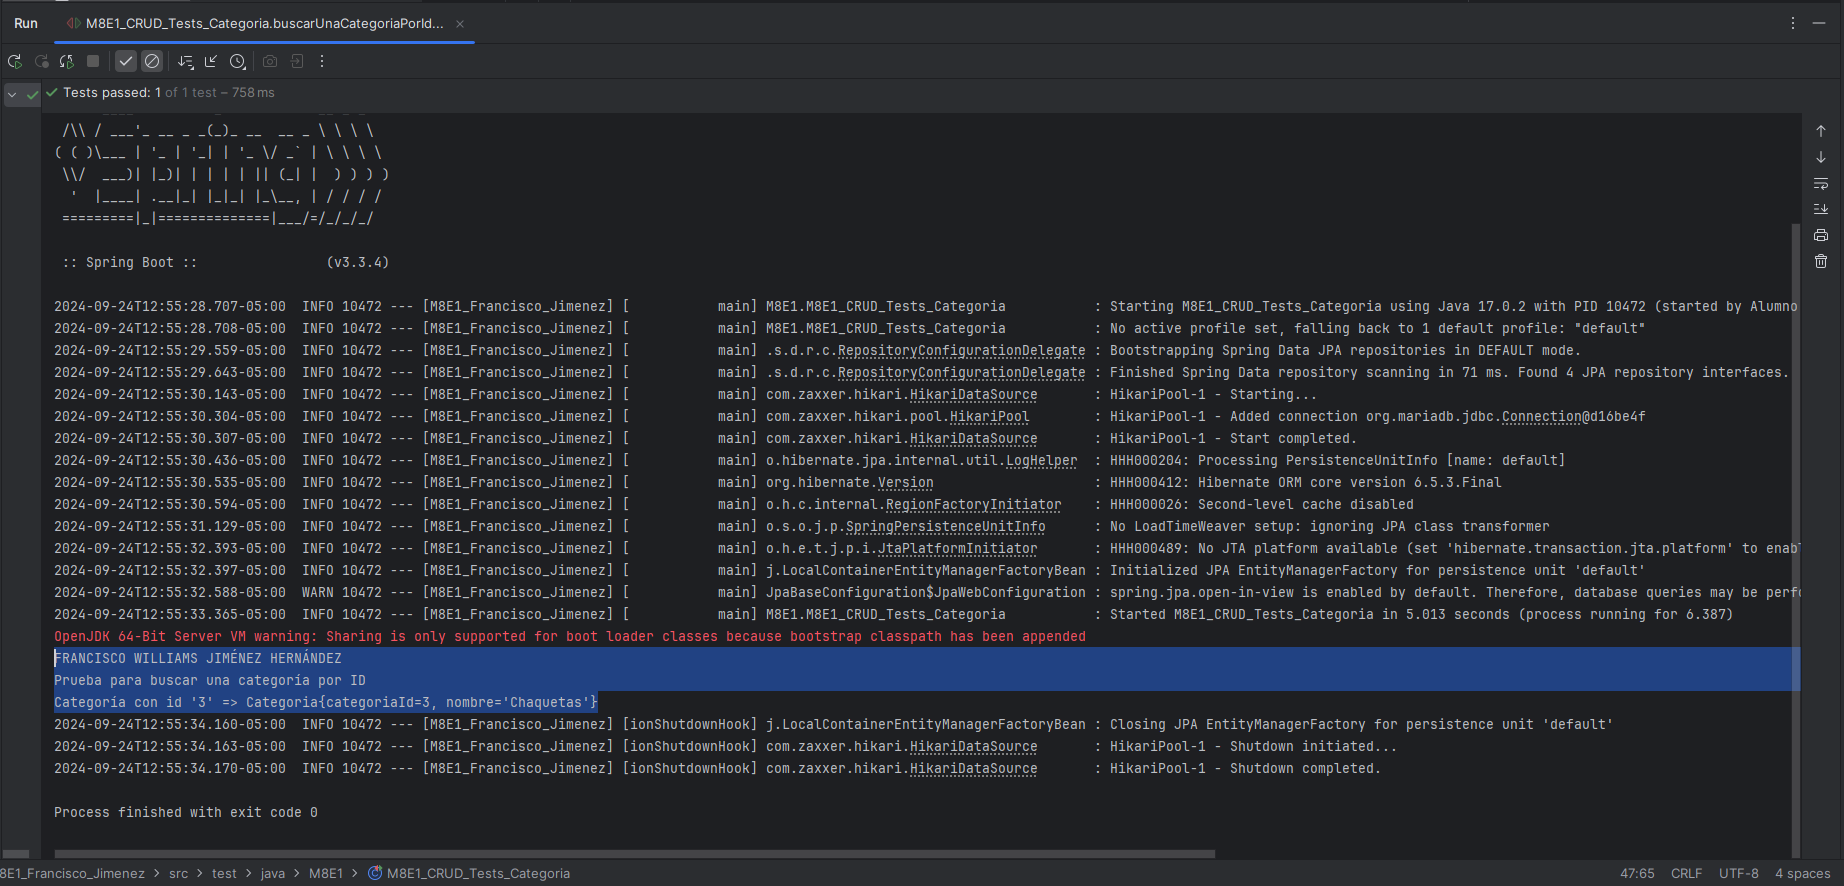 Run M8E1_CRUD_Tests_Categoria.buscarUnaCategoriaPorId...
Tests passed: 1 of 1 test – 758 ms
 /\\ / ___'_ __ _ _(_)_ __  __ _ \ \ \ \
( ( )\___ | '_ | '_| | '_ \/ _` | \ \ \ \
 \\/  ___)| |_)| | | | | || (_| |  ) ) ) )
  '  |____| .__|_| |_|_| |_\__, | / / / /
 =========|_|==============|___/=/_/_/_/
:: Spring Boot :: (v3.3.4)
2024-09-24T12:55:28.707-05:00 INFO 10472 --- [M8E1_Francisco_Jimenez] [ main] M8E1.M8E1_CRUD_Tests_Categoria : Starting M8E1_CRUD_Tests_Categoria using Java 17.0.2 with PID 10472 (started by Alumno
2024-09-24T12:55:28.708-05:00 INFO 10472 --- [M8E1_Francisco_Jimenez] [ main] M8E1.M8E1_CRUD_Tests_Categoria : No active profile set, falling back to 1 default profile: "default"
2024-09-24T12:55:29.559-05:00 INFO 10472 --- [M8E1_Francisco_Jimenez] [ main] .s.d.r.c.RepositoryConfigurationDelegate : Bootstrapping Spring Data JPA repositories in DEFAULT mode.
2024-09-24T12:55:29.643-05:00 INFO 10472 --- [M8E1_Francisco_Jimenez] [ main] .s.d.r.c.RepositoryConfigurationDelegate : Finished Spring Data repository scanning in 71 ms. Found 4 JPA repository interfaces.
2024-09-24T12:55:30.143-05:00 INFO 10472 --- [M8E1_Francisco_Jimenez] [ main] com.zaxxer.hikari.HikariDataSource : HikariPool-1 - Starting...
2024-09-24T12:55:30.304-05:00 INFO 10472 --- [M8E1_Francisco_Jimenez] [ main] com.zaxxer.hikari.pool.HikariPool : HikariPool-1 - Added connection org.mariadb.jdbc.Connection@d16be4f
2024-09-24T12:55:30.307-05:00 INFO 10472 --- [M8E1_Francisco_Jimenez] [ main] com.zaxxer.hikari.HikariDataSource : HikariPool-1 - Start completed.
2024-09-24T12:55:30.436-05:00 INFO 10472 --- [M8E1_Francisco_Jimenez] [ main] o.hibernate.jpa.internal.util.LogHelper : HHH000204: Processing PersistenceUnitInfo [name: default]
2024-09-24T12:55:30.535-05:00 INFO 10472 --- [M8E1_Francisco_Jimenez] [ main] org.hibernate.Version : HHH000412: Hibernate ORM core version 6.5.3.Final
2024-09-24T12:55:30.594-05:00 INFO 10472 --- [M8E1_Francisco_Jimenez] [ main] o.h.c.internal.RegionFactoryInitiator : HHH000026: Second-level cache disabled
2024-09-24T12:55:31.129-05:00 INFO 10472 --- [M8E1_Francisco_Jimenez] [ main] o.s.o.j.p.SpringPersistenceUnitInfo : No LoadTimeWeaver setup: ignoring JPA class transformer
2024-09-24T12:55:32.393-05:00 INFO 10472 --- [M8E1_Francisco_Jimenez] [ main] o.h.e.t.j.p.i.JtaPlatformInitiator : HHH000489: No JTA platform available (set 'hibernate.transaction.jta.platform' to enabl
2024-09-24T12:55:32.397-05:00 INFO 10472 --- [M8E1_Francisco_Jimenez] [ main] j.LocalContainerEntityManagerFactoryBean : Initialized JPA EntityManagerFactory for persistence unit 'default'
2024-09-24T12:55:32.588-05:00 WARN 10472 --- [M8E1_Francisco_Jimenez] [ main] JpaBaseConfiguration$JpaWebConfiguration : spring.jpa.open-in-view is enabled by default. Therefore, database queries may be perfo
2024-09-24T12:55:33.365-05:00 INFO 10472 --- [M8E1_Francisco_Jimenez] [ main] M8E1.M8E1_CRUD_Tests_Categoria : Started M8E1_CRUD_Tests_Categoria in 5.013 seconds (process running for 6.387)
OpenJDK 64-Bit Server VM warning: Sharing is only supported for boot loader classes because bootstrap classpath has been appended
FRANCISCO WILLIAMS JIMÉNEZ HERNÁNDEZ
Prueba para buscar una categoría por ID
Categoría con id '3' => Categoria{categoriaId=3, nombre='Chaquetas'}
2024-09-24T12:55:34.160-05:00 INFO 10472 --- [M8E1_Francisco_Jimenez] [ionShutdownHook] j.LocalContainerEntityManagerFactoryBean : Closing JPA EntityManagerFactory for persistence unit 'default'
2024-09-24T12:55:34.163-05:00 INFO 10472 --- [M8E1_Francisco_Jimenez] [ionShutdownHook] com.zaxxer.hikari.HikariDataSource : HikariPool-1 - Shutdown initiated...
2024-09-24T12:55:34.170-05:00 INFO 10472 --- [M8E1_Francisco_Jimenez] [ionShutdownHook] com.zaxxer.hikari.HikariDataSource : HikariPool-1 - Shutdown completed.
Process finished with exit code 0
8E1_Francisco_Jimenez > src > test > java > M8E1 > M8E1_CRUD_Tests_Categoria 47:65 CRLF UTF-8 4 spaces